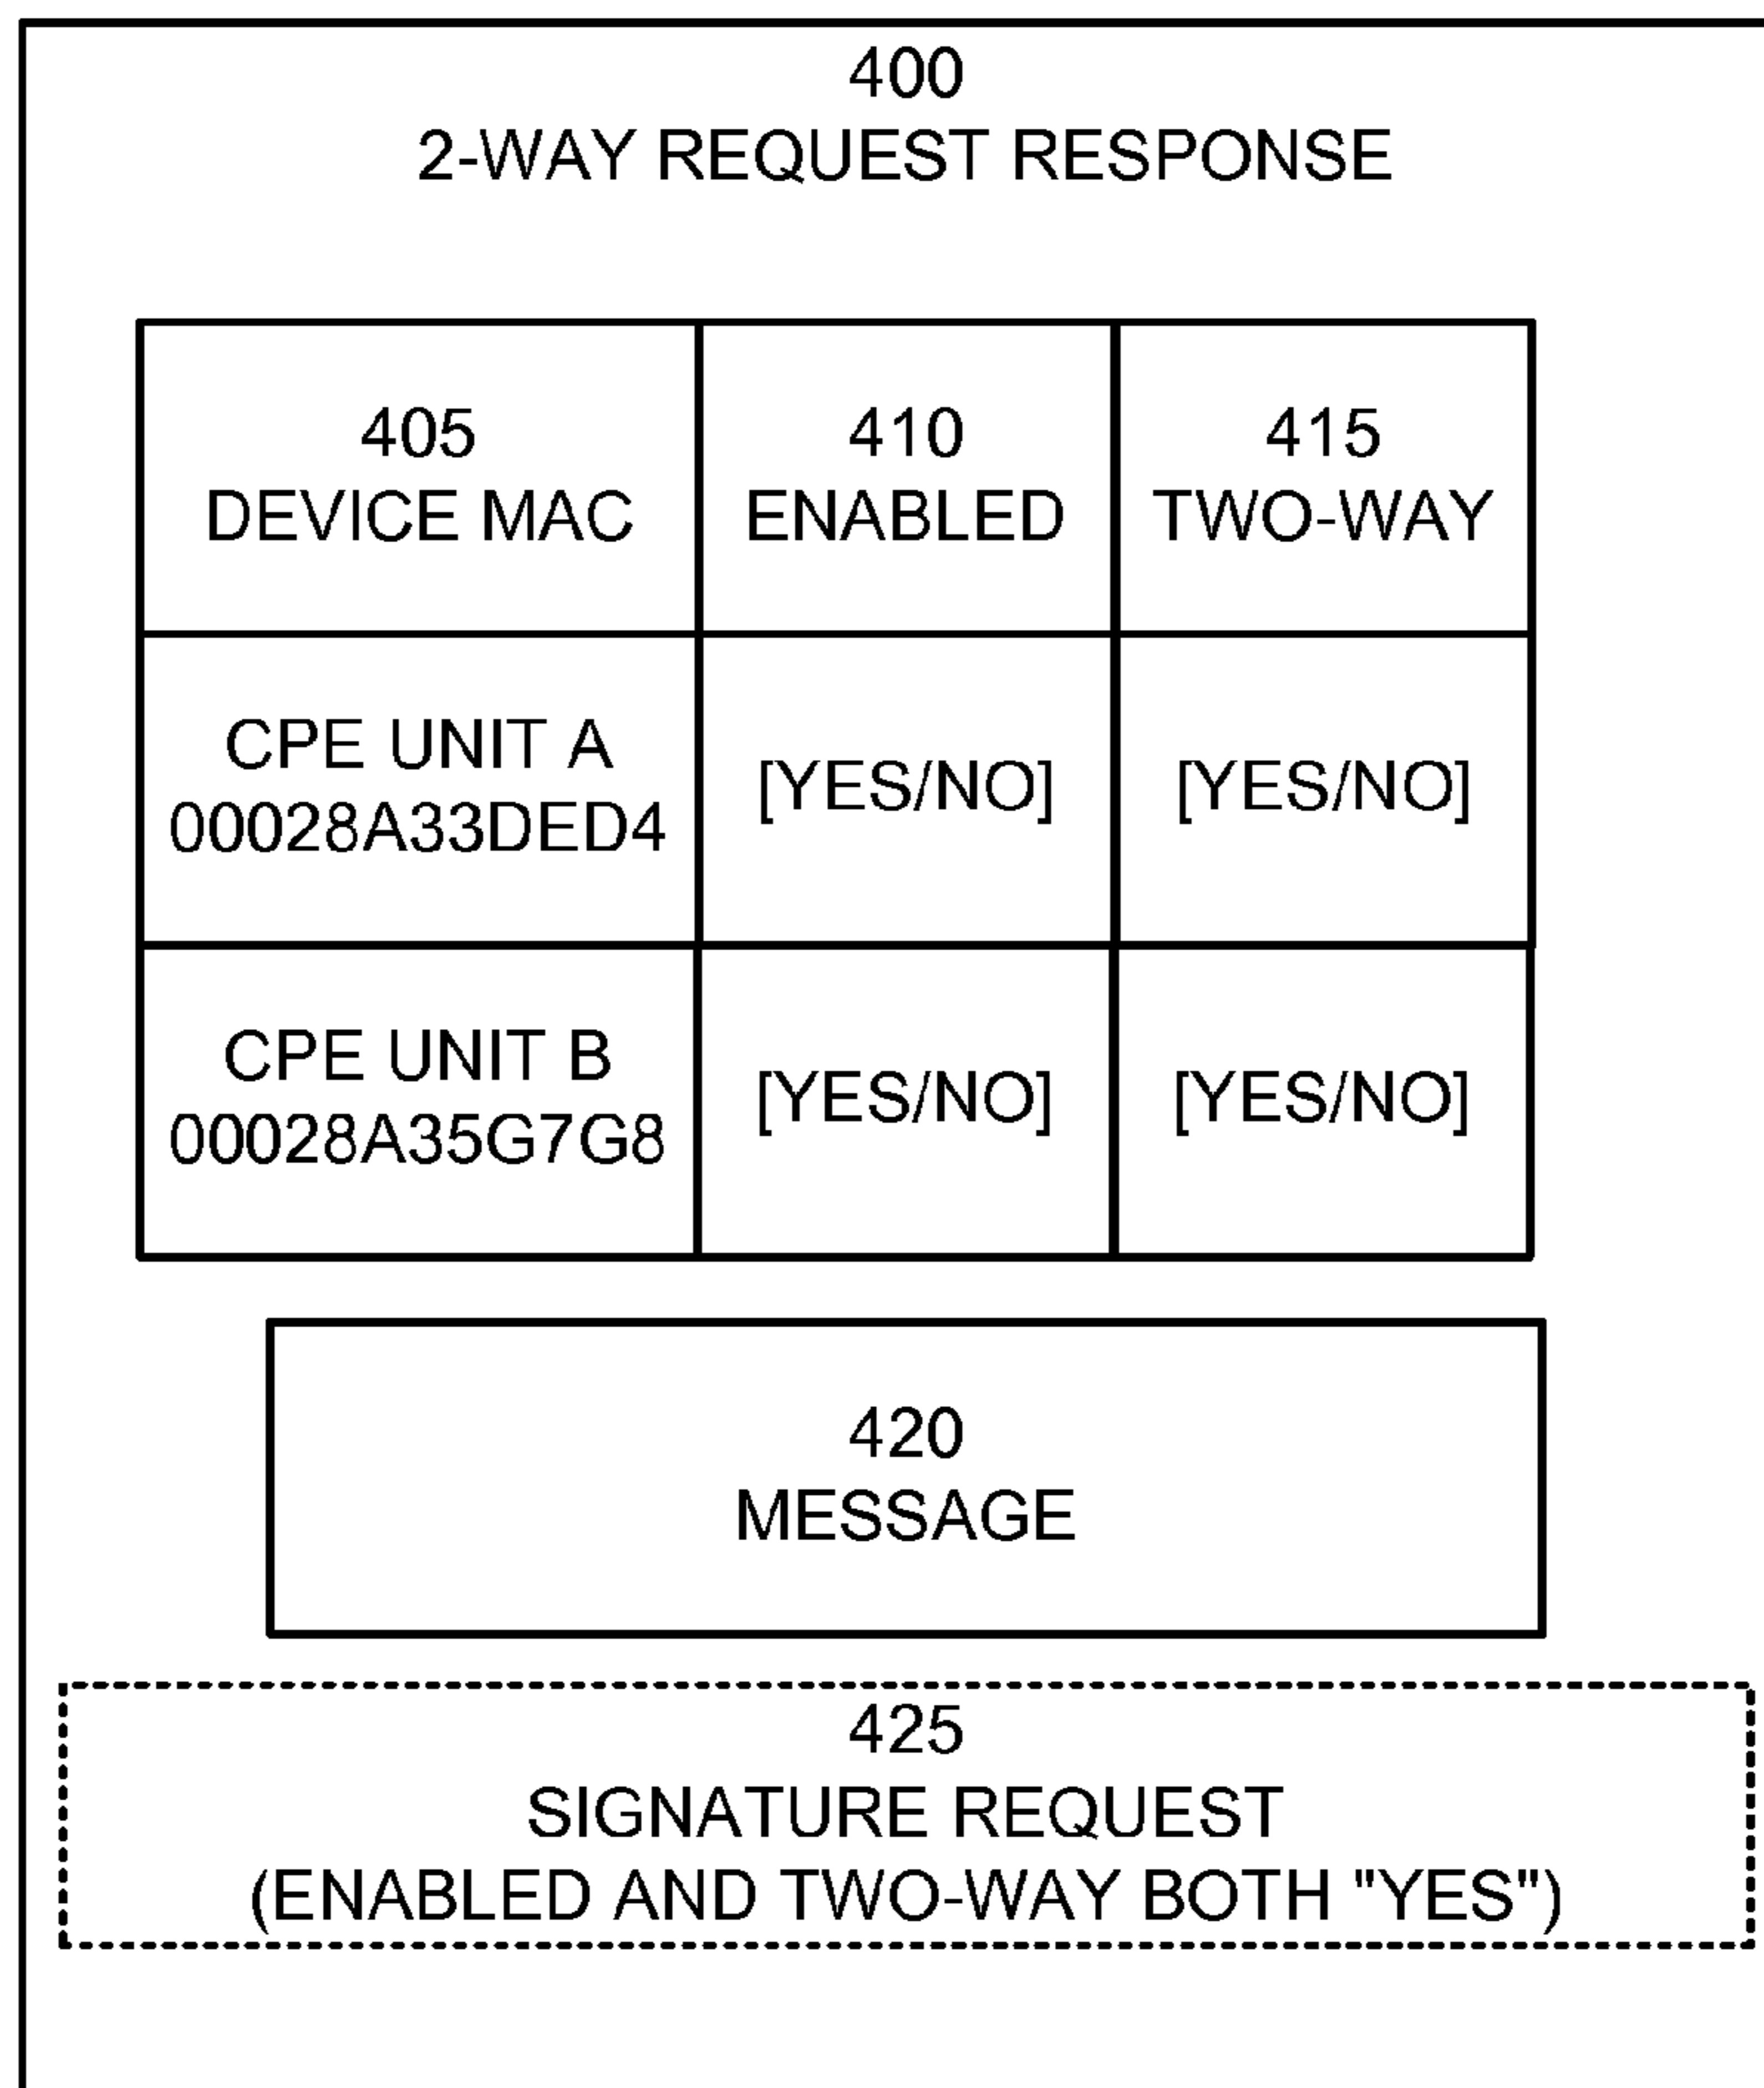 400
2-WAY REQUEST RESPONSE
405
DEVICE MAC
410
ENABLED
415
TWO-WAY
CPE UNIT A
00028A33DED4
[YES/NO]
[YES/NO]
CPE UNIT B
00028A35G7G8
[YES/NO]
[YES/NO]
420
MESSAGE
425
SIGNATURE REQUEST
(ENABLED AND TWO-WAY BOTH "YES")